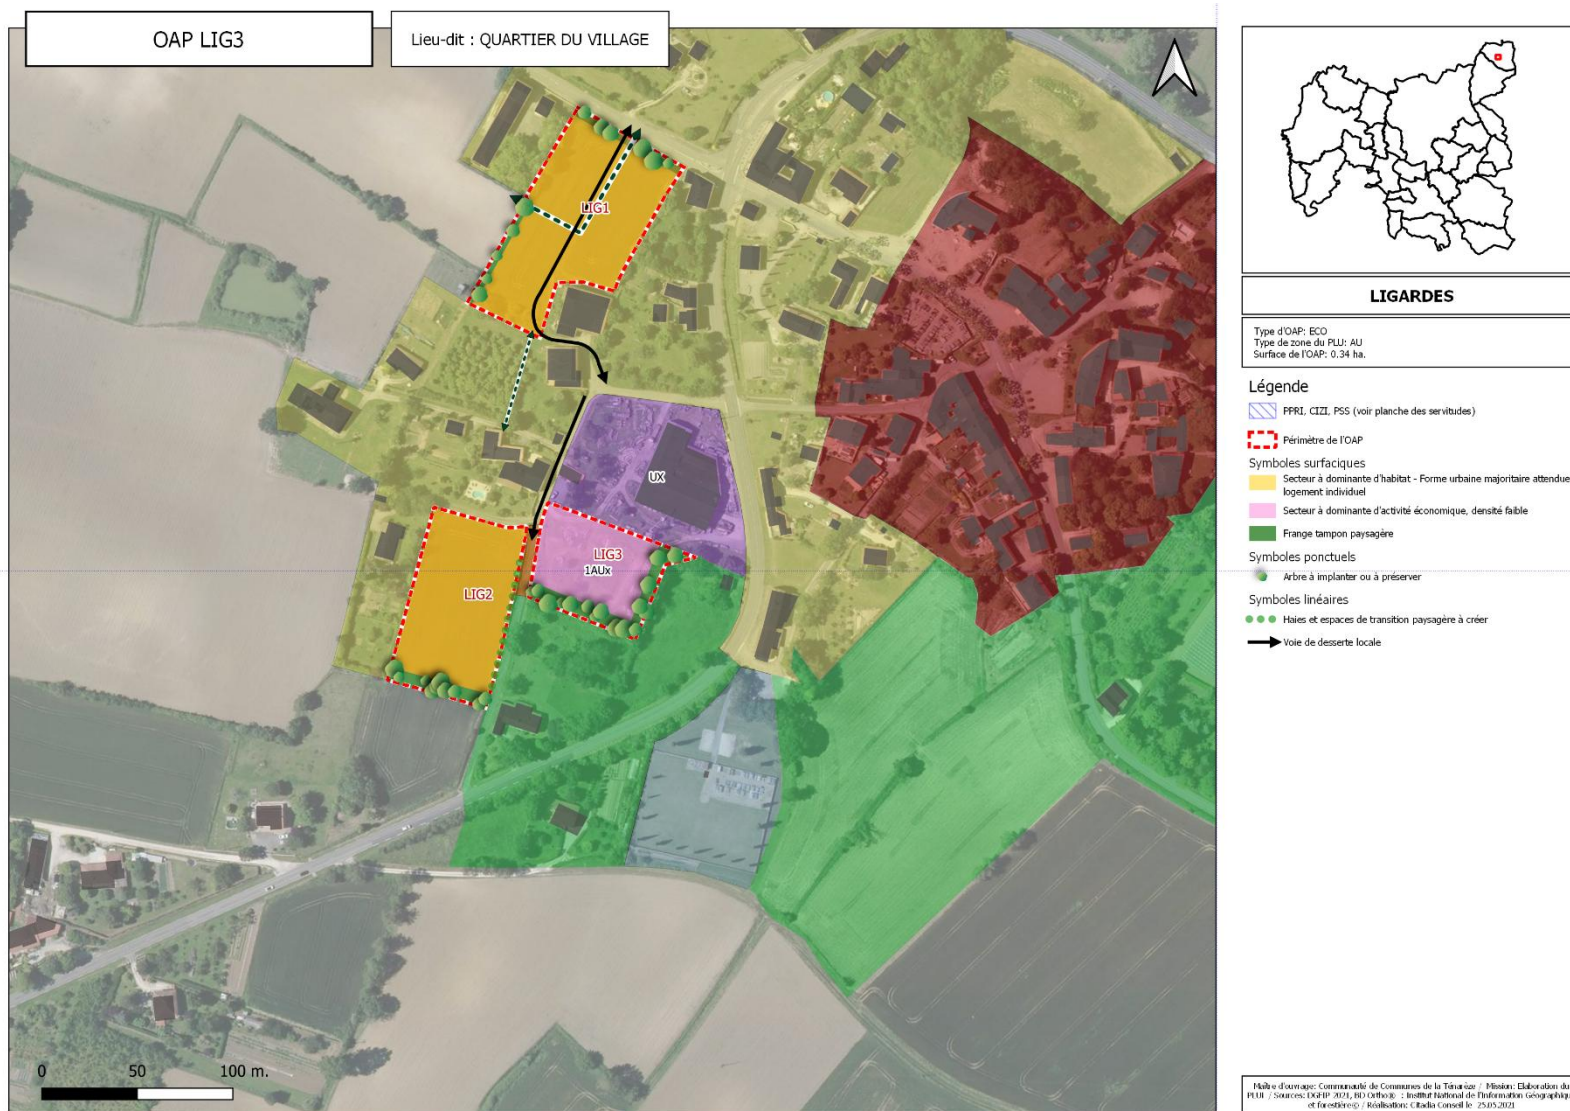 OAP LIG3
Lieu-dit : QUARTIER DU VILLAGE
LIG1
UX
LIG3
1AUx
LIG2
0 50 100 m.
LIGARDES
Type d'OAP: ECO
Type de zone du PLU: AU
Surface de l'OAP: 0.34 ha.
Légende
PPRI, CIZI, PSS (voir planche des servitudes)
Périmètre de l'OAP
Symboles surfaciques
Secteur à dominante d'habitat - Forme urbaine majoritaire attendue
logement individuel
Secteur à dominante d'activité économique, densité faible
Frange tampon paysagère
Symboles ponctuels
Arbre à implanter ou à préserver
Symboles linéaires
Haies et espaces de transition paysagère à créer
Voie de desserte locale
Maître d'ouvrage: Communauté de Communes de la Ténarèze / Mission: Elaboration du
PLUI / Sources: DGFIP 2021, BD Ortho® : Institut National de l'Information Géographique
et forestière© / Réalisation: Citadia Conseil le 25.05.2021